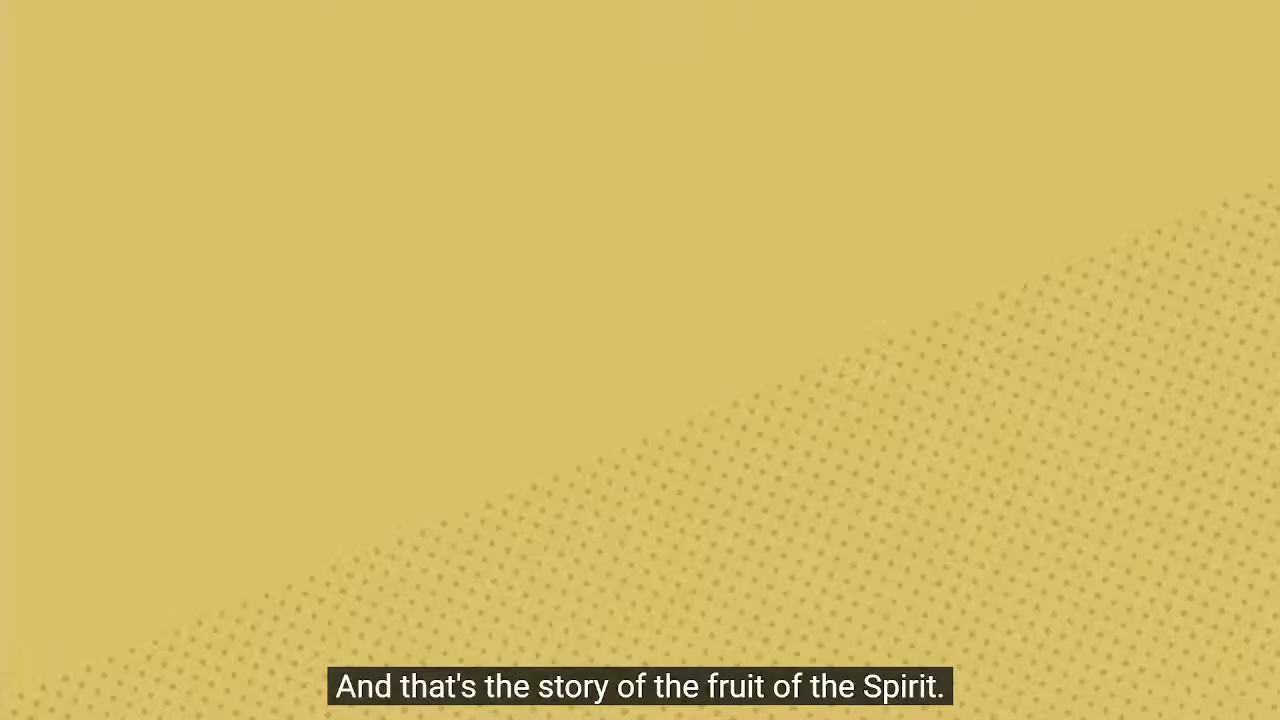 And that's the story of the fruit of the Spirit.